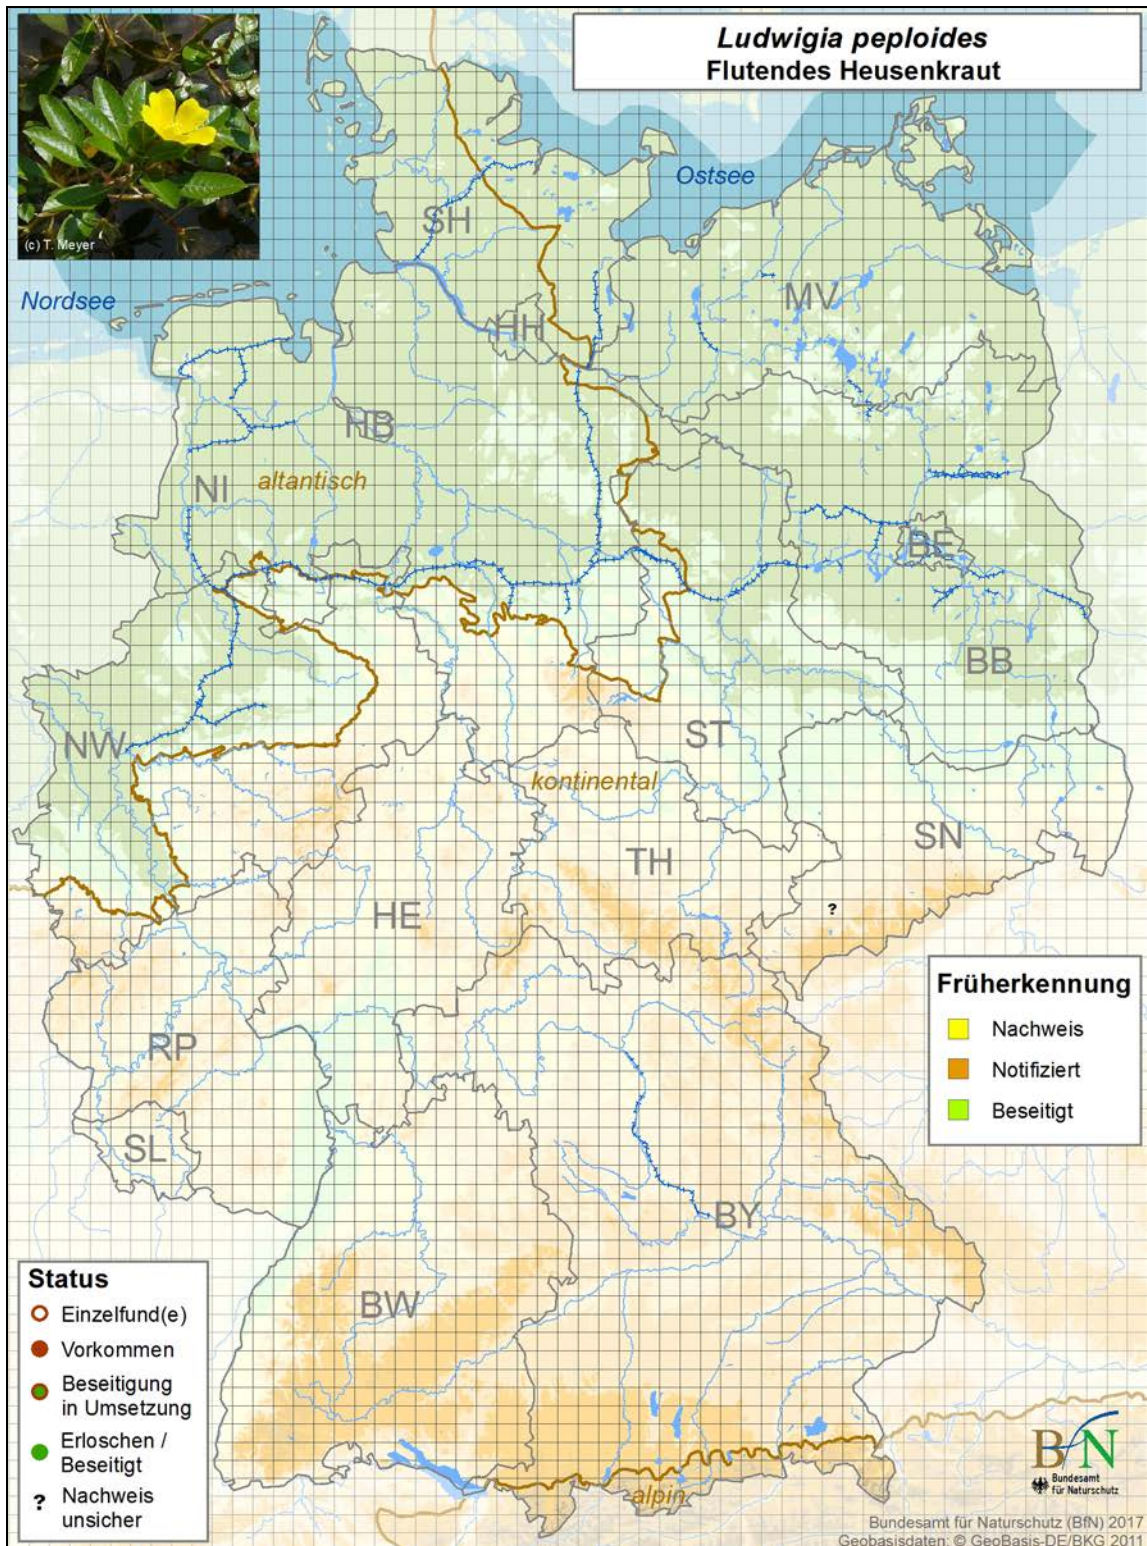 Ludwigia peploides
Flutendes Heusenkraut
(c) T. Meyer
Ostsee
Nordsee
SH
MV
HH
HB
NI
altantisch
BE
BB
NW
ST
kontinental
SN
TH
?
HE
Früherkennung
Nachweis
Notifiziert
Beseitigt
RP
SL
BY
BW
Status
Einzelfund(e)
Vorkommen
Beseitigung
in Umsetzung
Erloschen /
Beseitigt
? Nachweis
unsicher
alpin
BfN
Bundesamt
für Naturschutz
Bundesamt für Naturschutz (BfN) 2017
Geobasisdaten: © GeoBasis-DE/BKG 2011